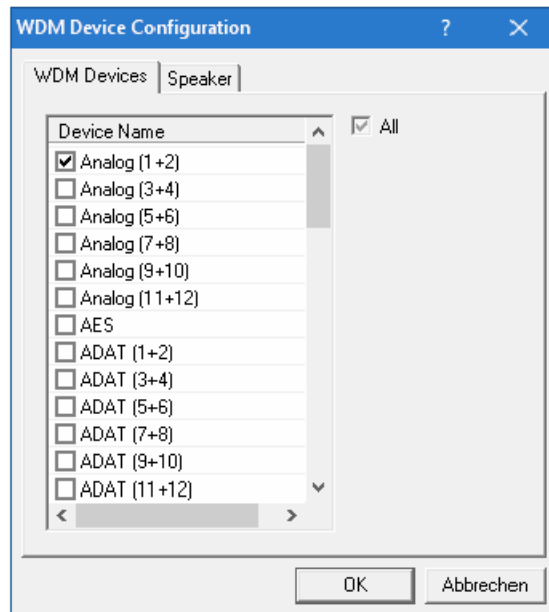 WDM Device Configuration
WDM Devices
Speaker
Device Name
All
Analog (1+2)
Analog (3+4)
Analog (5+6)
Analog (7+8)
Analog (9+10)
Analog (11+12)
AES
ADAT (1+2)
ADAT (3+4)
ADAT (5+6)
ADAT (7+8)
ADAT (9+10)
ADAT (11+12)
OK
Abbrechen